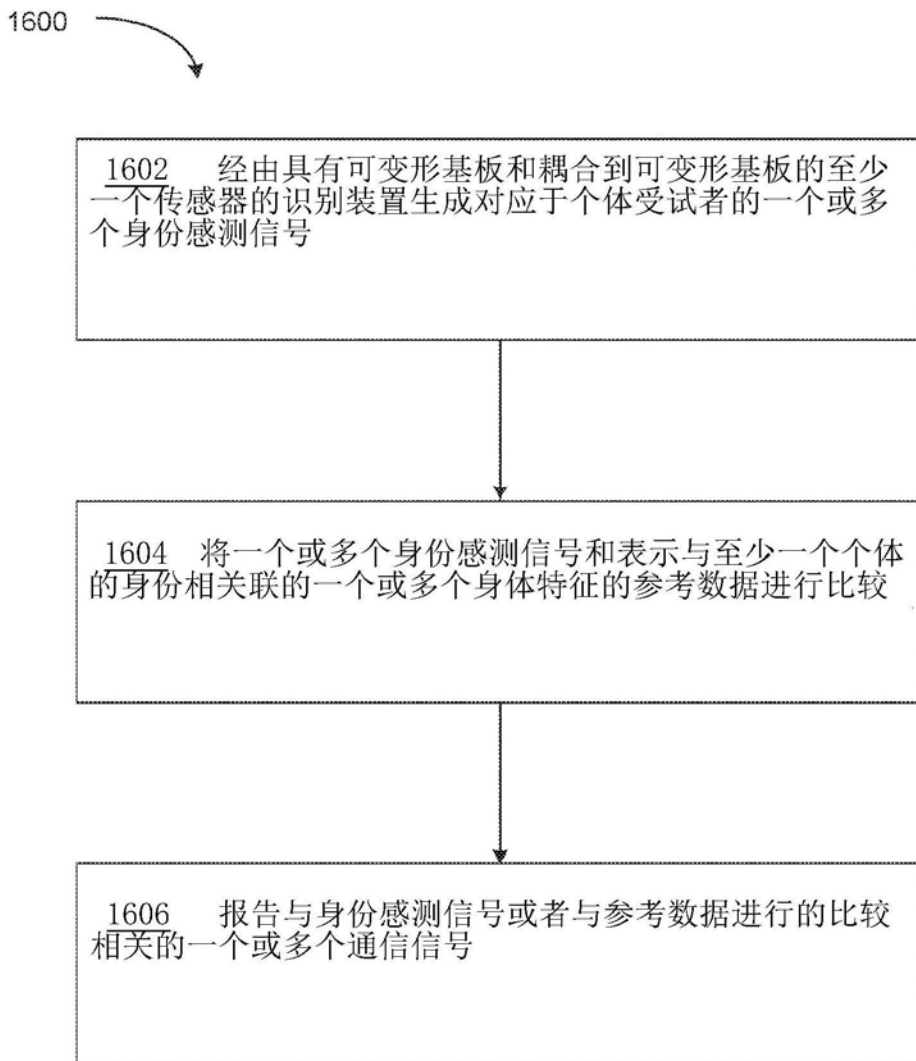 1600
1602 经由具有可变形基板和耦合到可变形基板的至少
一个传感器的识别装置生成对应于个体受试者的一个或多
个身份感测信号
1604 将一个或多个身份感测信号和表示与至少一个个体
的身份相关联的一个或多个身体特征的参考数据进行比较
1606 报告与身份感测信号或者与参考数据进行的比较
相关的一个或多个通信信号